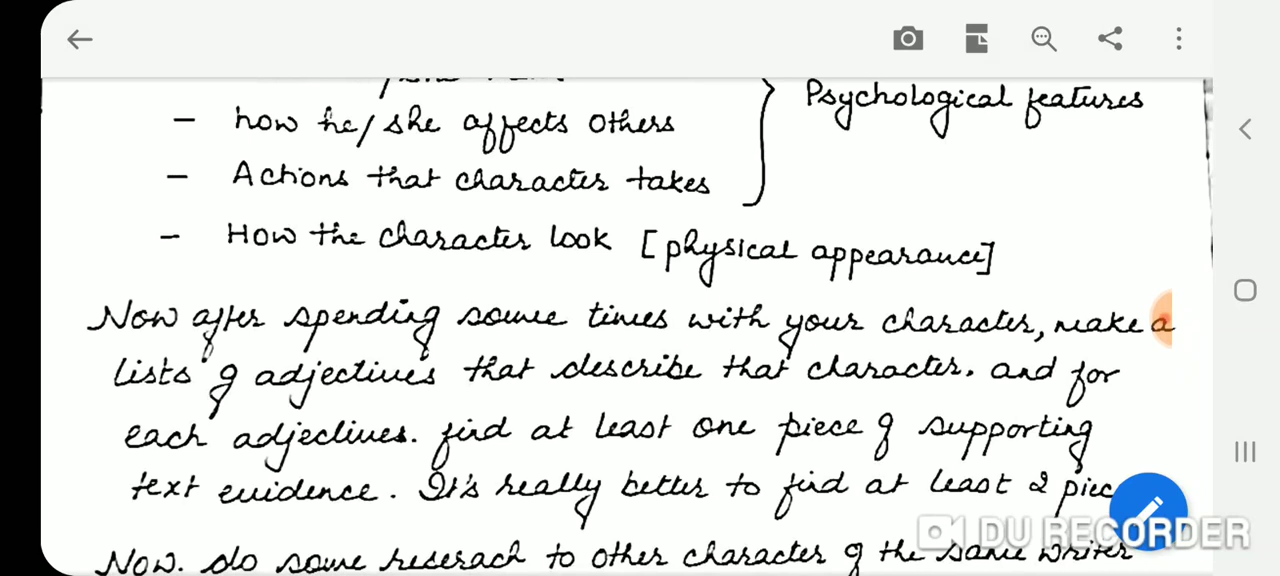 Psychological features
- how he/she affects others
- Actions that character takes
- How the character look [physical appearance]
Now after spending some times with your character, make a
lists of adjectives that describe that character. and for
each adjectives. find at least one piece of supporting
text evidence. It's really better to find at least 2 piec
Now. do some reserach to other character of the same writer
DU RECORDER